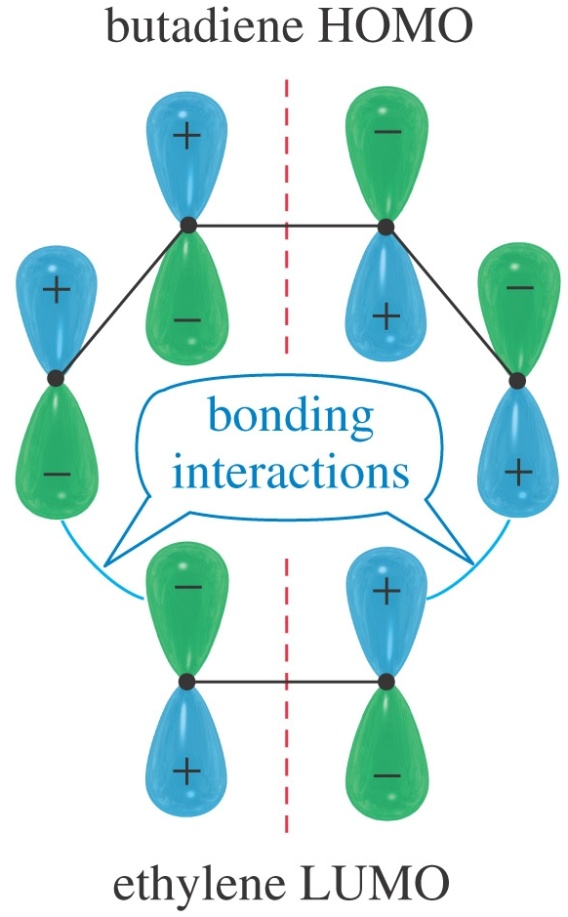 butadiene HOMO
+ −
+ − − +  −
bonding
interactions
− +
− +
+ −
ethylene LUMO